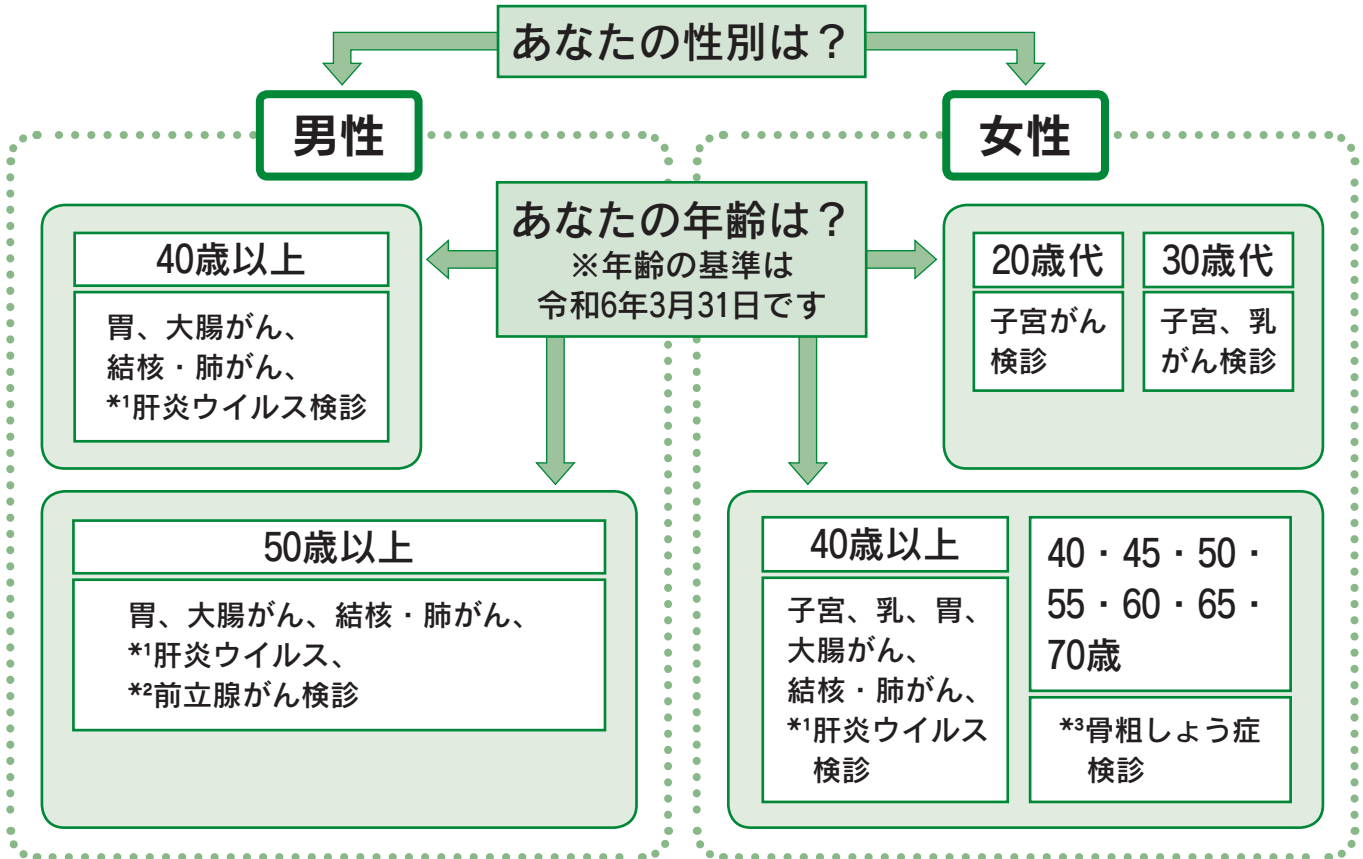 あなたの性別は？
男性
女性
あなたの年齢は？
※年齢の基準は
令和6年3月31日です
40歳以上
胃、大腸がん、
結核・肺がん、
*1肝炎ウイルス検診
50歳以上
胃、大腸がん、結核・肺がん、
*1肝炎ウイルス、
*2前立腺がん検診
20歳代
子宮がん
検診
30歳代
子宮、乳
がん検診
40歳以上
子宮、乳、胃、
大腸がん、
結核・肺がん、
*1肝炎ウイルス
検診
40・45・50・
55・60・65・
70歳
*3骨粗しょう症
検診